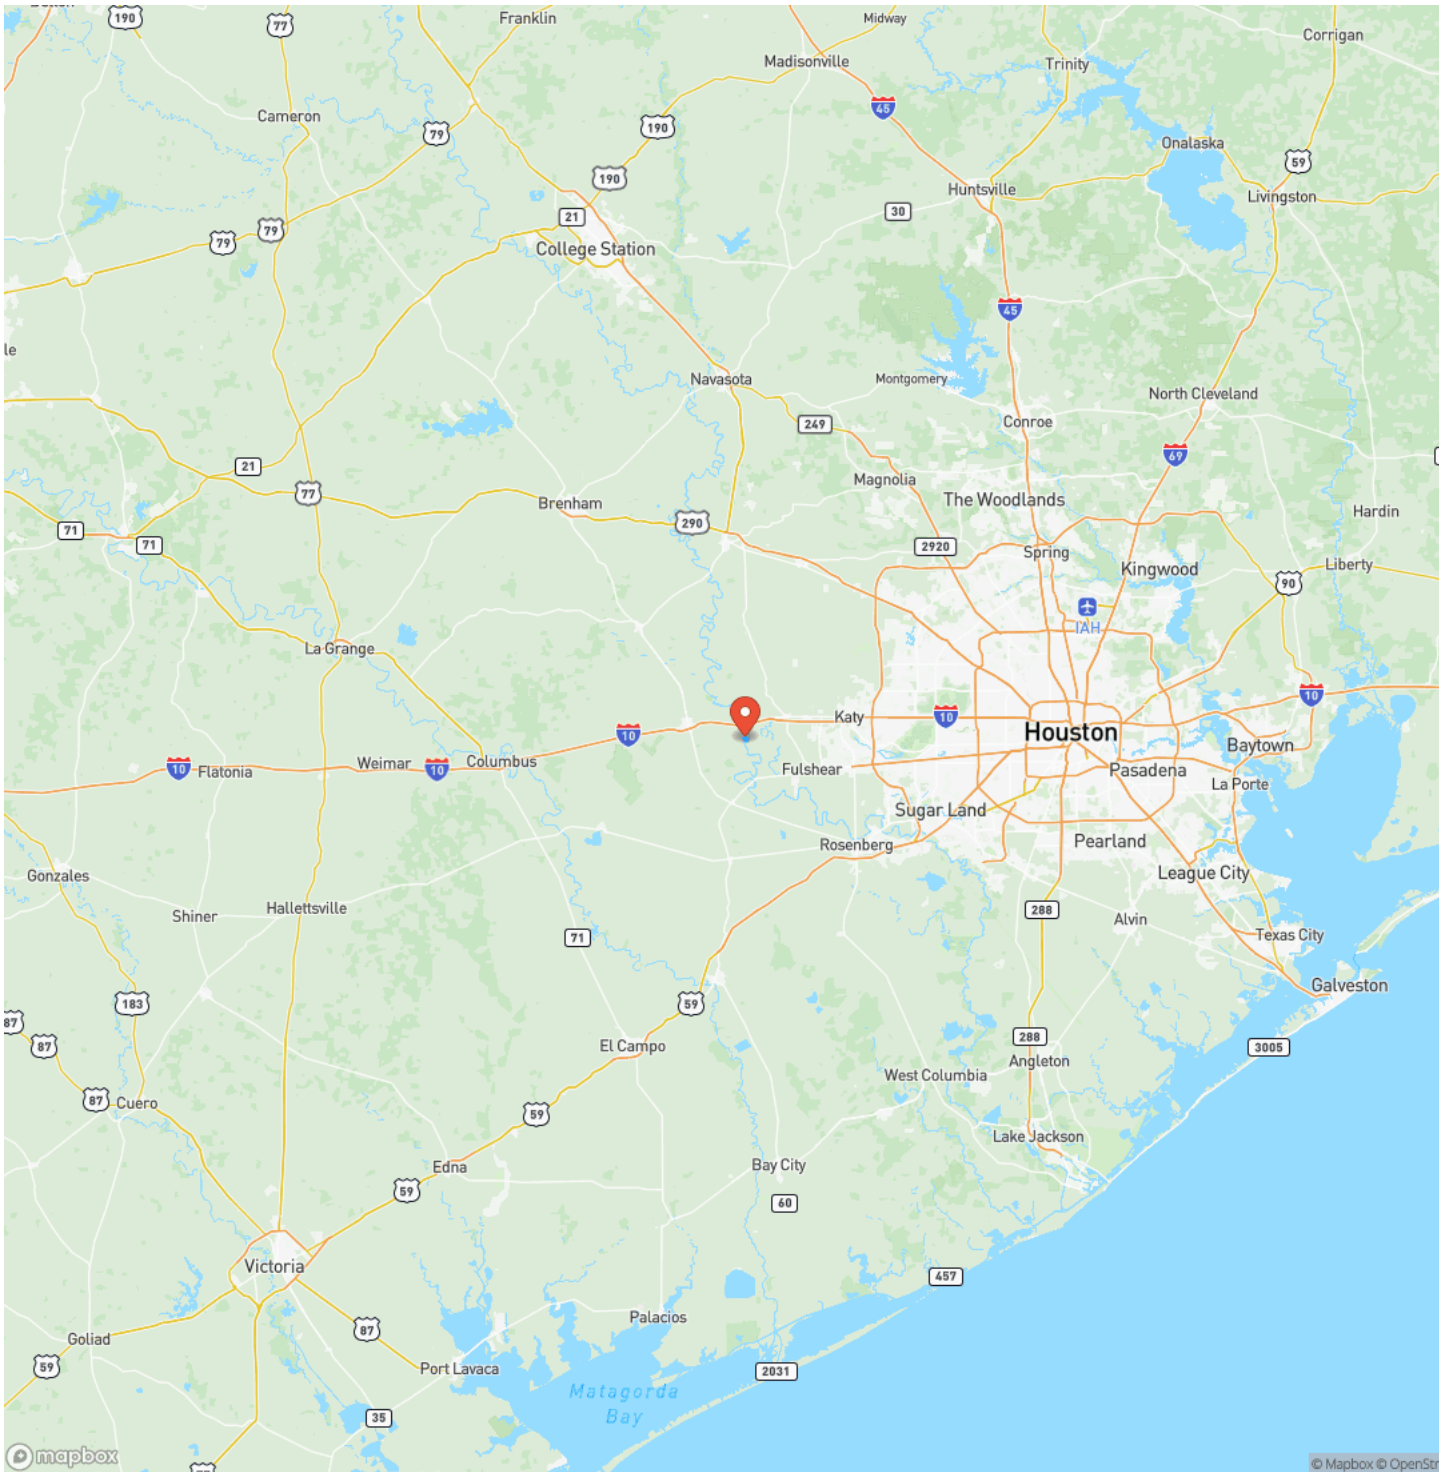 190
77
Franklin
Midway
Corrigan
Madisonville
Trinity
45
Cameron
79
190
Onalaska
59
190
Huntsville
Livingston
21
30
79
79
College Station
45
le
Navasota
Montgomery
North Cleveland
249
Conroe
69
21
Magnolia
77
Brenham
The Woodlands
Hardin
71
290
71
2920
Spring
Kingwood
Liberty
90
IAH
La Grange
10
Katy
10
10
Houston
Baytown
Columbus
Weimar
10
10
Flatonia
Fulshear
Pasadena
La Porte
Sugar Land
Rosenberg
Pearland
Gonzales
League City
Shiner
Hallettsville
288
Alvin
71
Texas City
Galveston
183
59
87
87
288
El Campo
3005
Angleton
West Columbia
87
Cuero
59
Lake Jackson
Edna
Bay City
59
60
Victoria
457
Palacios
87
Goliad
59
Port Lavaca
2031
Matagorda
Bay
35
mapbox
© Mapbox © OpenStr